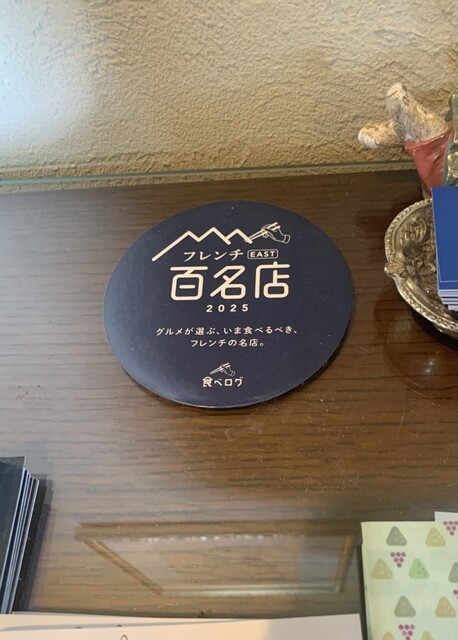 フレンチ EAST
百名店
2025
グルメが選ぶ、いま食べるべき、
フレンチの名店。
食べログ